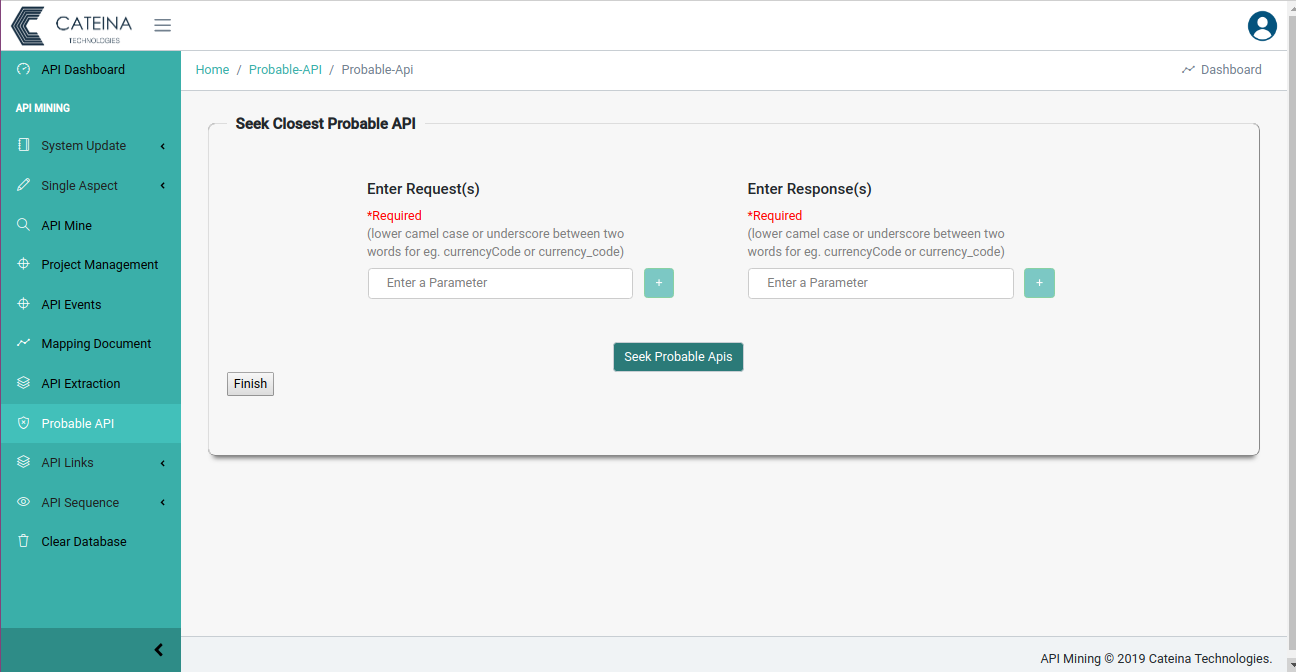 CATEINA
TECHNOLOGIES
API Dashboard
API MINING
System Update
Single Aspect
API Mine
Project Management
API Events
Mapping Document
API Extraction
Probable API
API Links
API Sequence
Clear Database
Home / Probable-API / Probable-Api
Dashboard
Seek Closest Probable API
Enter Request(s)
*Required
(lower camel case or underscore between two
words for eg. currencyCode or currency_code)
Enter a Parameter
+
Enter Response(s)
*Required
(lower camel case or underscore between two
words for eg. currencyCode or currency_code)
Enter a Parameter
+
Seek Probable Apis
Finish
API Mining © 2019 Cateina Technologies.